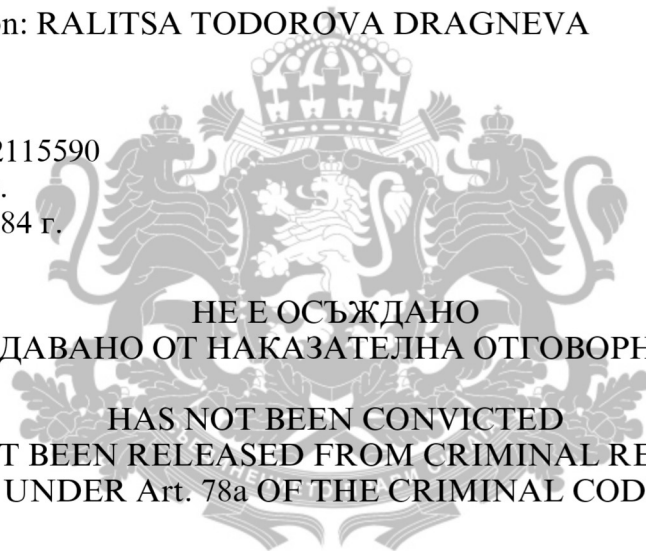 on: RALITSA TODOROVA DRAGNEVA
2115590
.
84 г.
НЕ Е ОСЪЖДАНО
ДАВАНО ОТ НАКАЗАТЕЛНА ОТГОВОРН
HAS NOT BEEN CONVICTED
T BEEN RELEASED FROM CRIMINAL RE
UNDER Art. 78a OF THE CRIMINAL COD